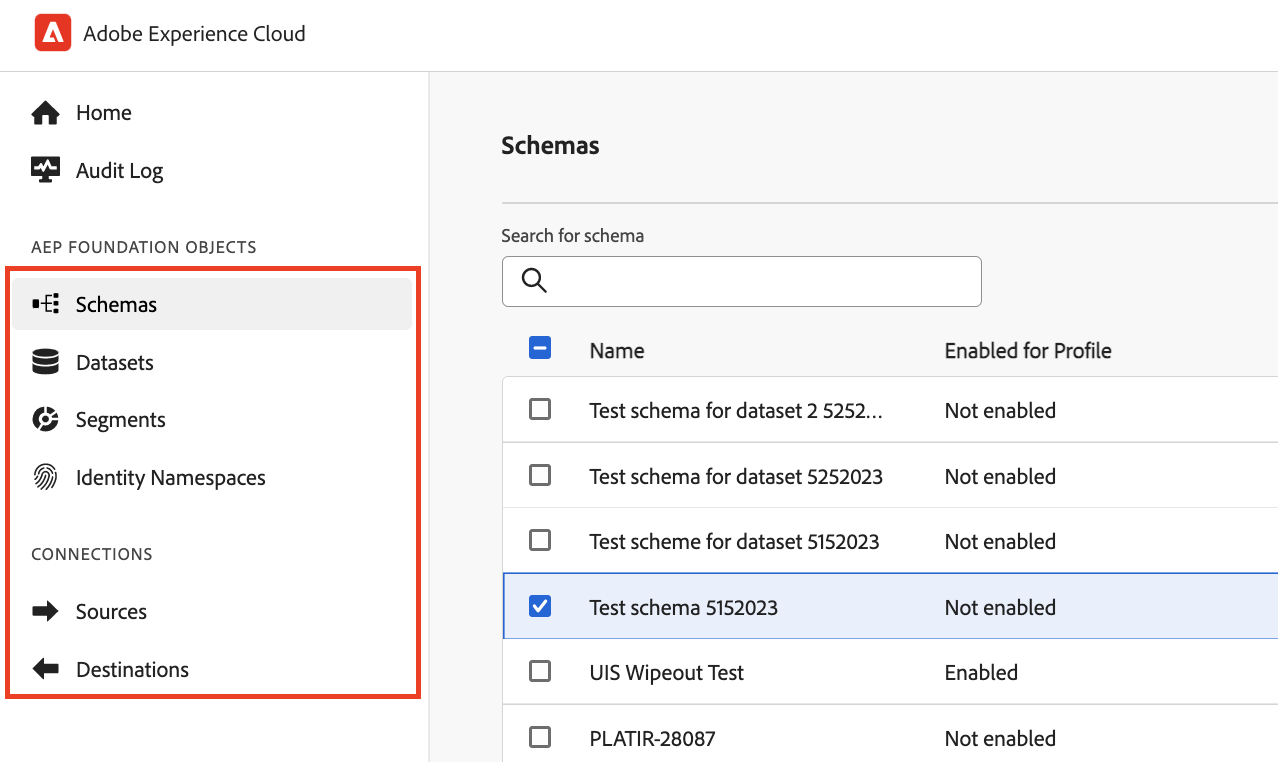 Adobe Experience Cloud
Home
Audit Log
AEP FOUNDATION OBJECTS
Schemas
Datasets
Segments
Identity Namespaces
CONNECTIONS
Sources
Destinations
Schemas
Search for schema
Name Enabled for Profile
Test schema for dataset 2 5252... Not enabled
Test schema for dataset 5252023 Not enabled
Test scheme for dataset 5152023 Not enabled
Test schema 5152023 Not enabled
UIS Wipeout Test Enabled
PLATIR-28087 Not enabled